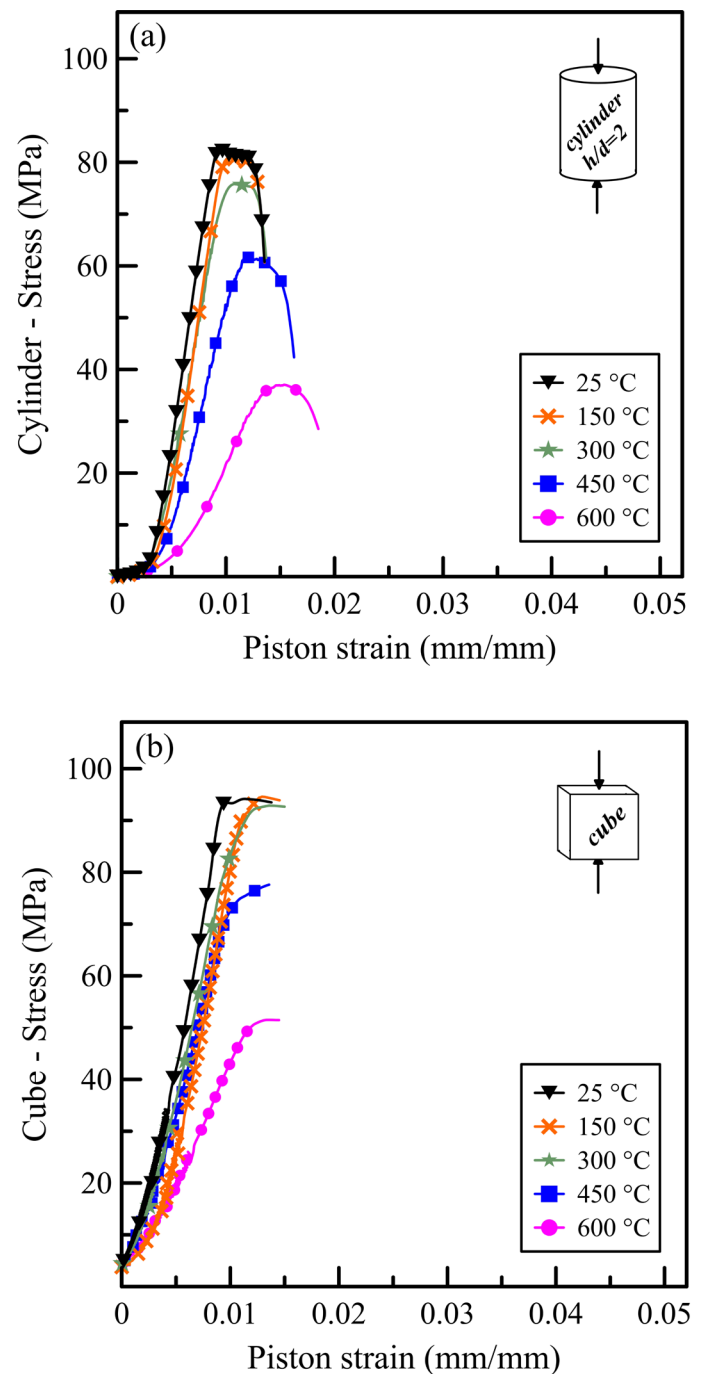 (a)
100
80
60
40
20
Cylinder - Stress (MPa)
cylinder
h/d=2
25 °C
150 °C
300 °C
450 °C
600 °C
0 0.01 0.02 0.03 0.04 0.05
Piston strain (mm/mm)
(b)
100
80
60
40
20
Cube - Stress (MPa)
cube
25 °C
150 °C
300 °C
450 °C
600 °C
0 0.01 0.02 0.03 0.04 0.05
Piston strain (mm/mm)